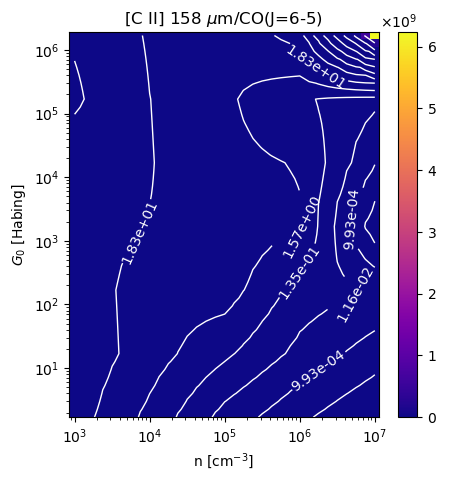 [C II] 158 μm/CO(J=6-5)
×10⁹
10⁶
10⁵
10⁴
10³
10²
10¹
G₀ [Habing]
1.83e+01
1.83e+01
1.57e+00
9.93e-04
1.35e-01
1.16e-02
9.93e-04
6
5
4
3
2
1
0
10³
10⁴
10⁵
10⁶
10⁷
n [cm⁻³]